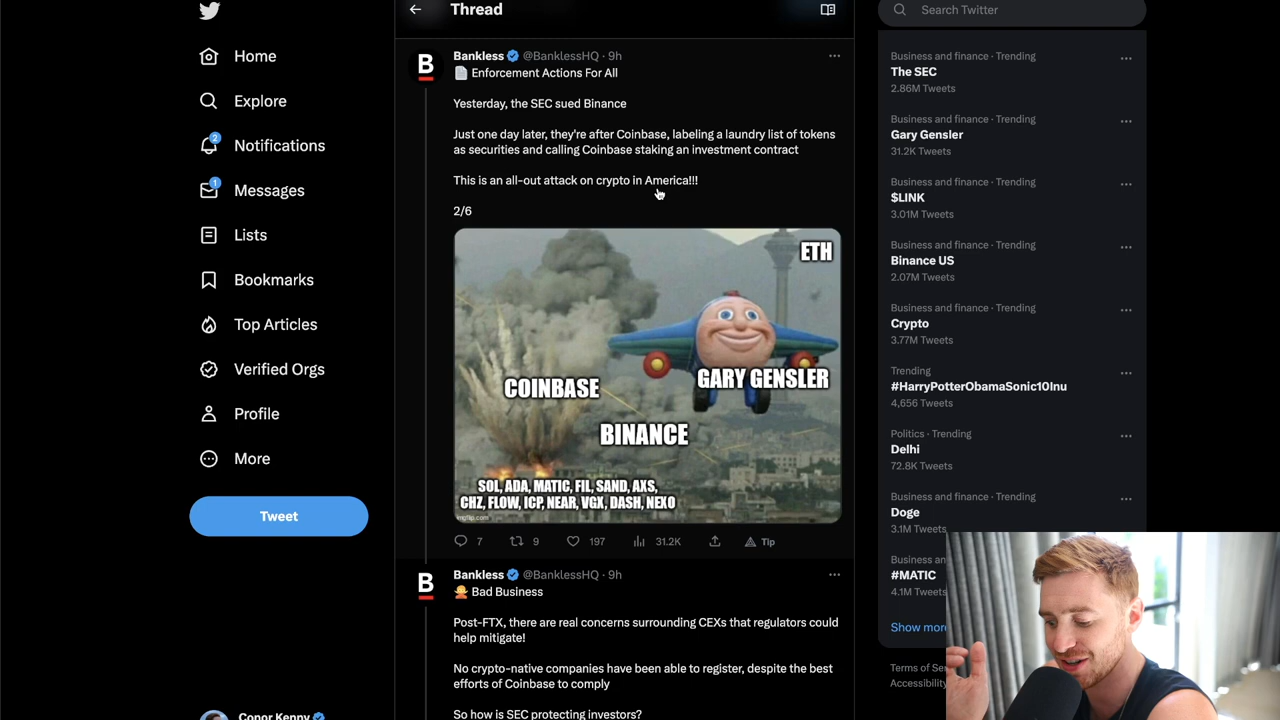 Home
Explore
2
Notifications
1
Messages
Lists
Bookmarks
Top Articles
Verified Orgs
Profile
More
Tweet
Conor Kenny
Thread
B
Bankless @BanklessHQ · 9h
Enforcement Actions For All
Yesterday, the SEC sued Binance
Just one day later, they're after Coinbase, labeling a laundry list of tokens
as securities and calling Coinbase staking an investment contract
This is an all-out attack on crypto in America!!!
2/6
ETH
GARY GENSLER
COINBASE
BINANCE
SOL, ADA, MATIC, FIL, SAND, AXS,
CHZ, FLOW, ICP, NEAR, VGX, DASH, NEXO
imgflip.com
7
9
197
31.2K
Tip
B
Bankless @BanklessHQ · 9h
Bad Business
Post-FTX, there are real concerns surrounding CEXs that regulators could
help mitigate!
No crypto-native companies have been able to register, despite the best
efforts of Coinbase to comply
So how is SEC protecting investors?
Search Twitter
Business and finance · Trending
The SEC
2.86M Tweets
Business and finance · Trending
Gary Gensler
31.2K Tweets
Business and finance · Trending
$LINK
3.01M Tweets
Business and finance · Trending
Binance US
2.07M Tweets
Business and finance · Trending
Crypto
3.77M Tweets
Trending
#HarryPotterObamaSonic10Inu
4,656 Tweets
Politics · Trending
Delhi
72.8K Tweets
Business and finance · Trending
Doge
3.1M Tweets
Business an
#MATIC
4.1M Tweets
Show mor
Terms of Se
Accessibility